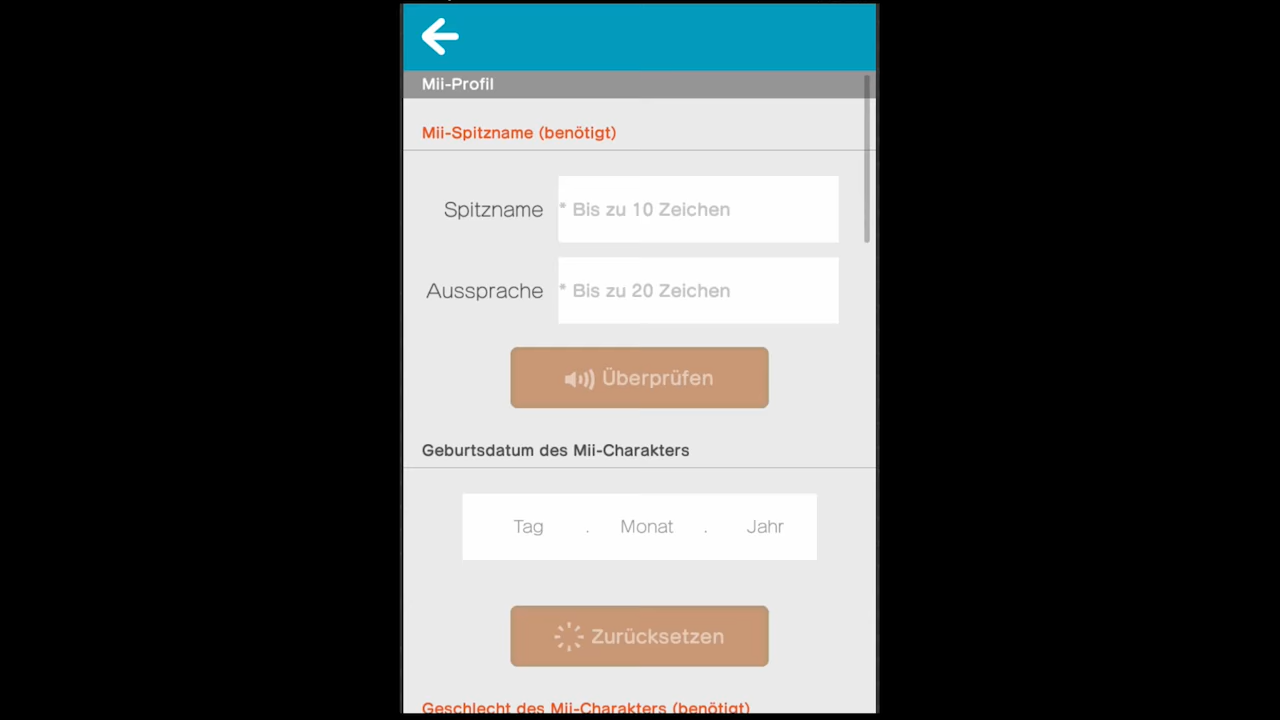 Mii-Profil
Mii-Spitzname (benötigt)
Spitzname
* Bis zu 10 Zeichen
Aussprache
* Bis zu 20 Zeichen
Überprüfen
Geburtsdatum des Mii-Charakters
Tag . Monat . Jahr
Zurücksetzen
Geschlecht des Mii-Charakters (benötigt)